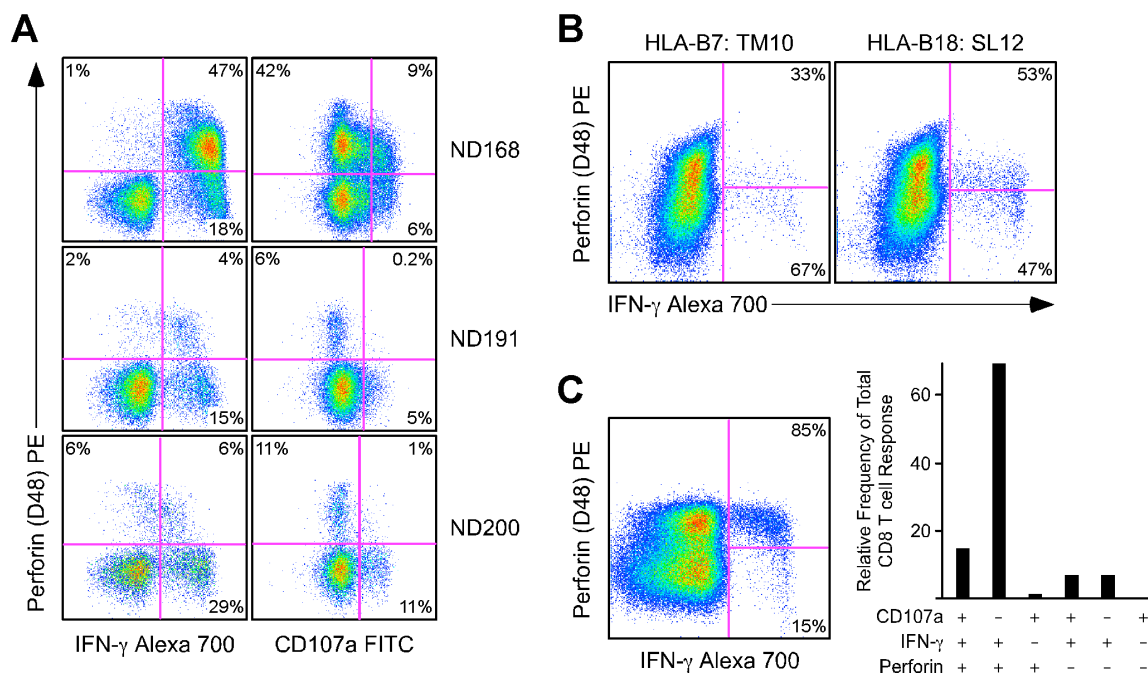 A
Perforin (D48) PE
1% 47%
18%
42% 9%
6%
ND168
2% 4%
15%
6% 0.2%
5%
ND191
6% 6%
29%
11% 1%
11%
ND200
IFN-γ Alexa 700
CD107a FITC
B
HLA-B7: TM10
HLA-B18: SL12
Perforin (D48) PE
33%
67%
53%
47%
IFN-γ Alexa 700
C
Perforin (D48) PE
85%
15%
IFN-γ Alexa 700
Relative Frequency of Total
CD8 T cell Response
60
40
20
CD107a + - + + - +
IFN-γ + + - + + -
Perforin + + + - - -